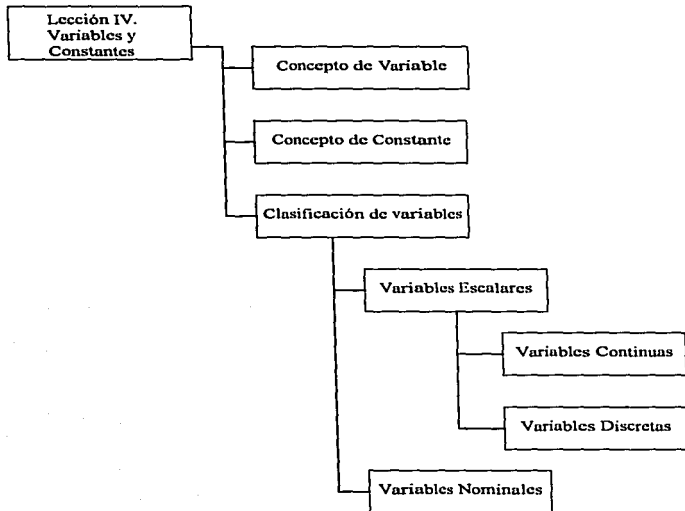 Lección IV.
Variables y
Constantes
Concepto de Variable
Concepto de Constante
Clasificación de variables
Variables Escalares
Variables Continuas
Variables Discretas
Variables Nominales